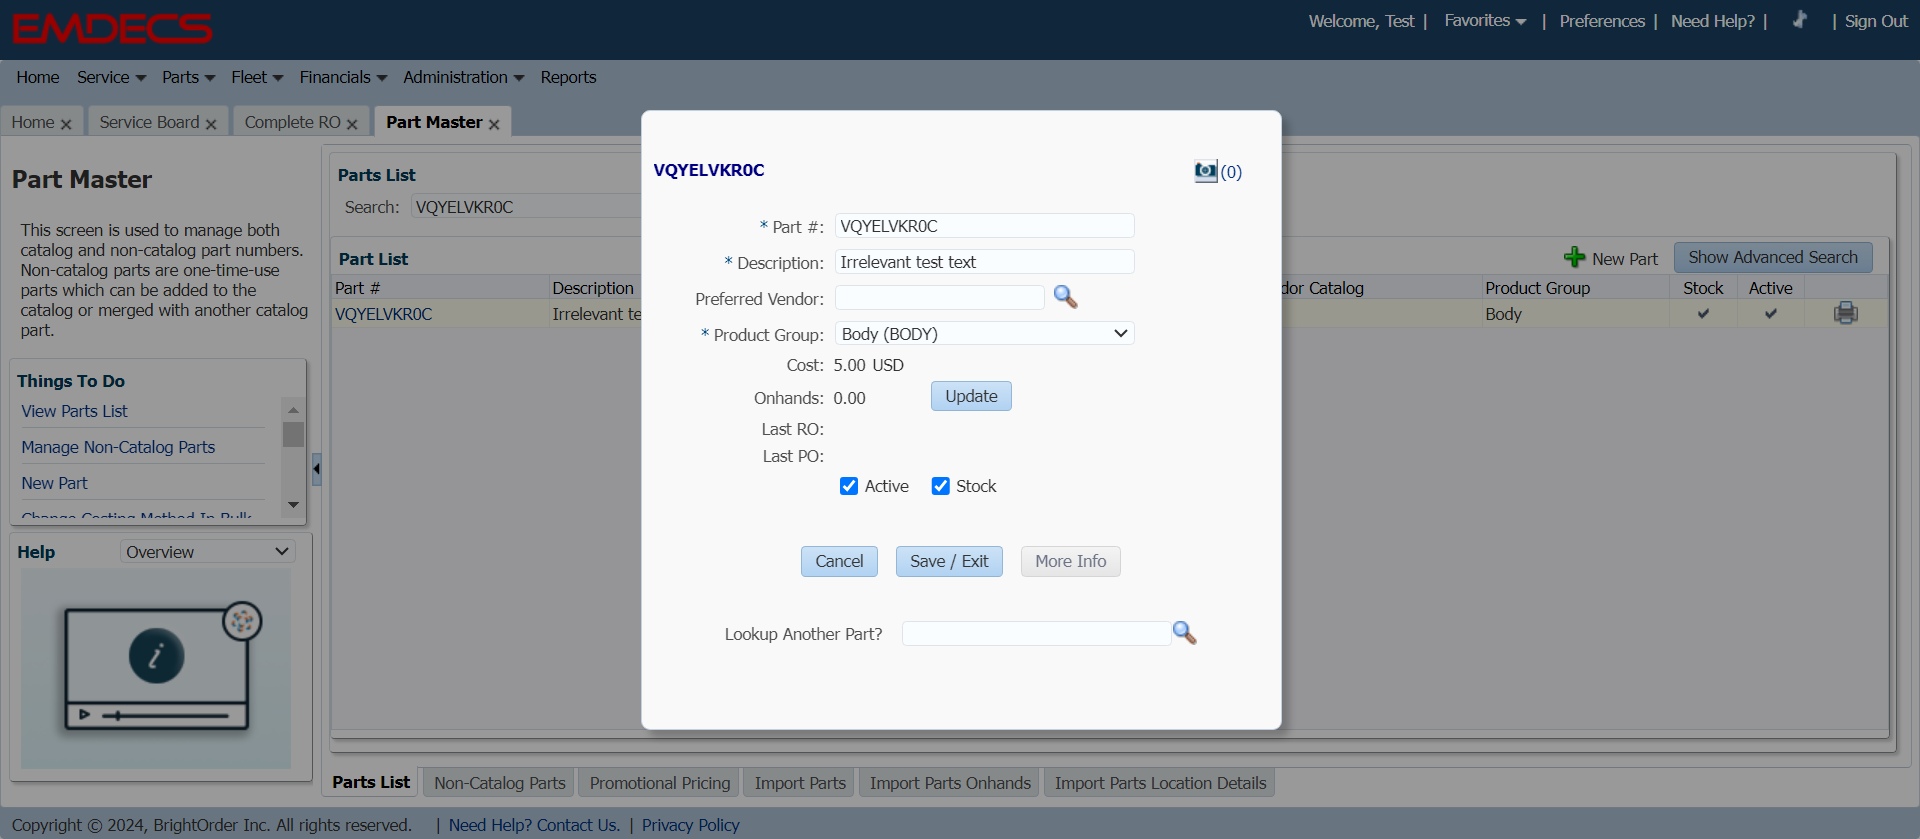 EMDECS
Welcome, Test | Favorites | Preferences | Need Help? | | Sign Out
Home Service Parts Fleet Financials Administration Reports
Home Service Board Complete RO Part Master
Part Master
This screen is used to manage both
catalog and non-catalog part numbers.
Non-catalog parts are one-time-use
parts which can be added to the
catalog or merged with another catalog
part.
Things To Do
View Parts List
Manage Non-Catalog Parts
New Part
Change Costing Method In Bulk
Help Overview
Parts List
Search: VQYELVKR0C
Part List New Part Show Advanced Search
Part # Description dor Catalog Product Group Stock Active
VQYELVKR0C Irrelevant te Body
VQYELVKR0C (0)
* Part #: VQYELVKR0C
* Description: Irrelevant test text
Preferred Vendor:
* Product Group: Body (BODY)
Cost: 5.00 USD
Onhands: 0.00 Update
Last RO:
Last PO:
Active Stock
Cancel Save / Exit More Info
Lookup Another Part?
Parts List Non-Catalog Parts Promotional Pricing Import Parts Import Parts Onhands Import Parts Location Details
Copyright © 2024, BrightOrder Inc. All rights reserved. | Need Help? Contact Us. | Privacy Policy